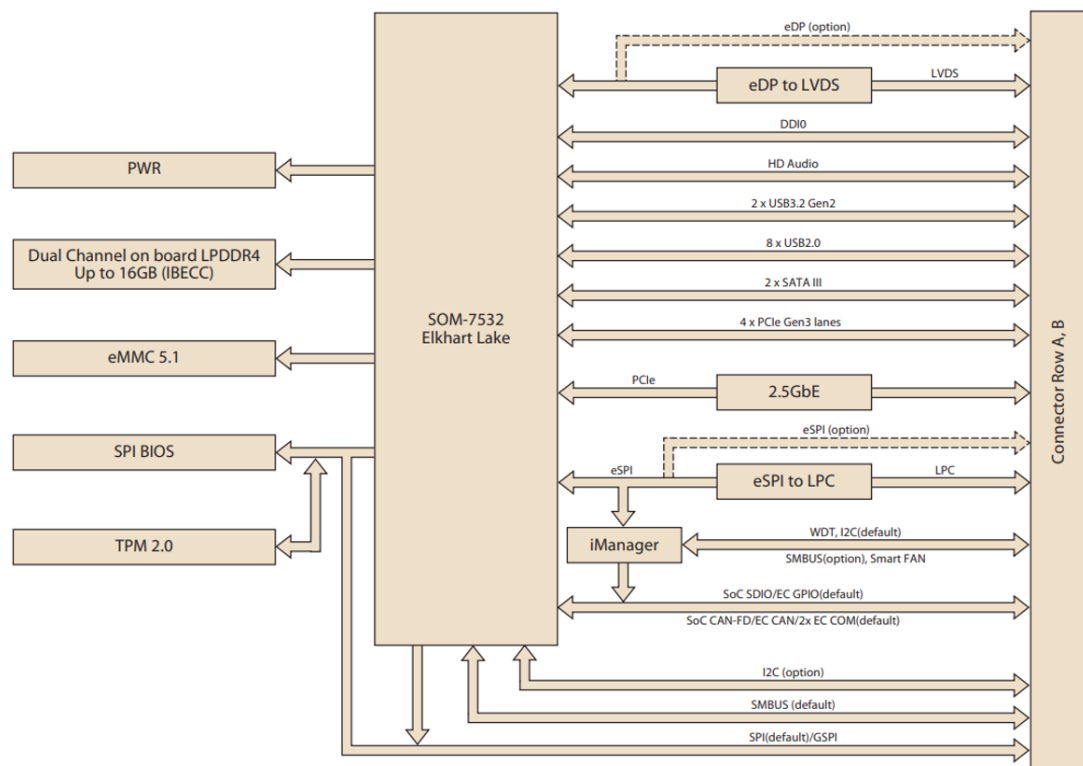 PWR
Dual Channel on board LPDDR4
Up to 16GB (IBECC)
eMMC 5.1
SPI BIOS
TPM 2.0
SOM-7532
Elkhart Lake
eDP (option)
eDP to LVDS
LVDS
DDI0
HD Audio
2 x USB3.2 Gen2
8 x USB2.0
2 x SATA III
4 x PCIe Gen3 lanes
PCIe
2.5GbE
eSPI (option)
eSPI
eSPI to LPC
LPC
iManager
WDT, I2C(default)
SMBUS(option), Smart FAN
SoC SDIO/EC GPIO(default)
SoC CAN-FD/EC CAN/2x EC COM(default)
I2C (option)
SMBUS (default)
SPI(default)/GSPI
Connector Row A, B